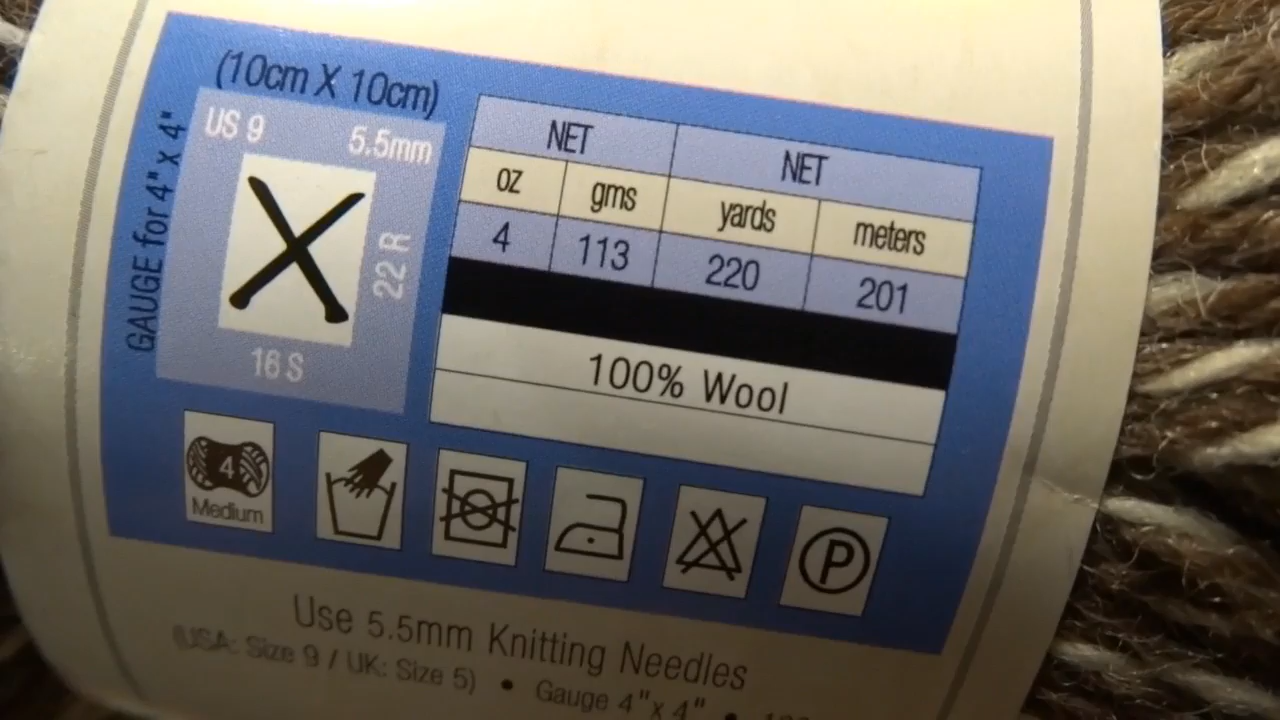 (10cm X 10cm)
GAUGE for 4" x 4"
US 9 5.5mm
22 R
16 S
NET NET
oz gms yards meters
4 113 220 201
100% Wool
4
Medium
P
Use 5.5mm Knitting Needles
(USA: Size 9 / UK: Size 5) • Gauge 4"x 4" •